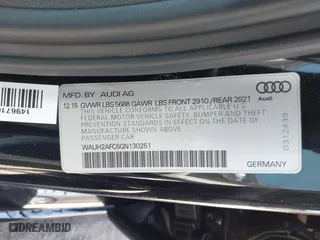 MFD. BY: AUDI AG
12.15 GVWR LBS 5688 GAWR LBS FRONT 2910 /REAR 2921
THIS VEHICLE CONFORMS TO ALL APPLICABLE U.S.
FEDERAL MOTOR VEHICLE SAFETY, BUMPER, AND THEFT
PREVENTION STANDARDS IN EFFECT ON THE DATE OF
MANUFACTURE SHOWN ABOVE.
PASSENGER CAR
WAUH2AFC6GN130251
Audi
0312439
GERMANY
DREAMBID